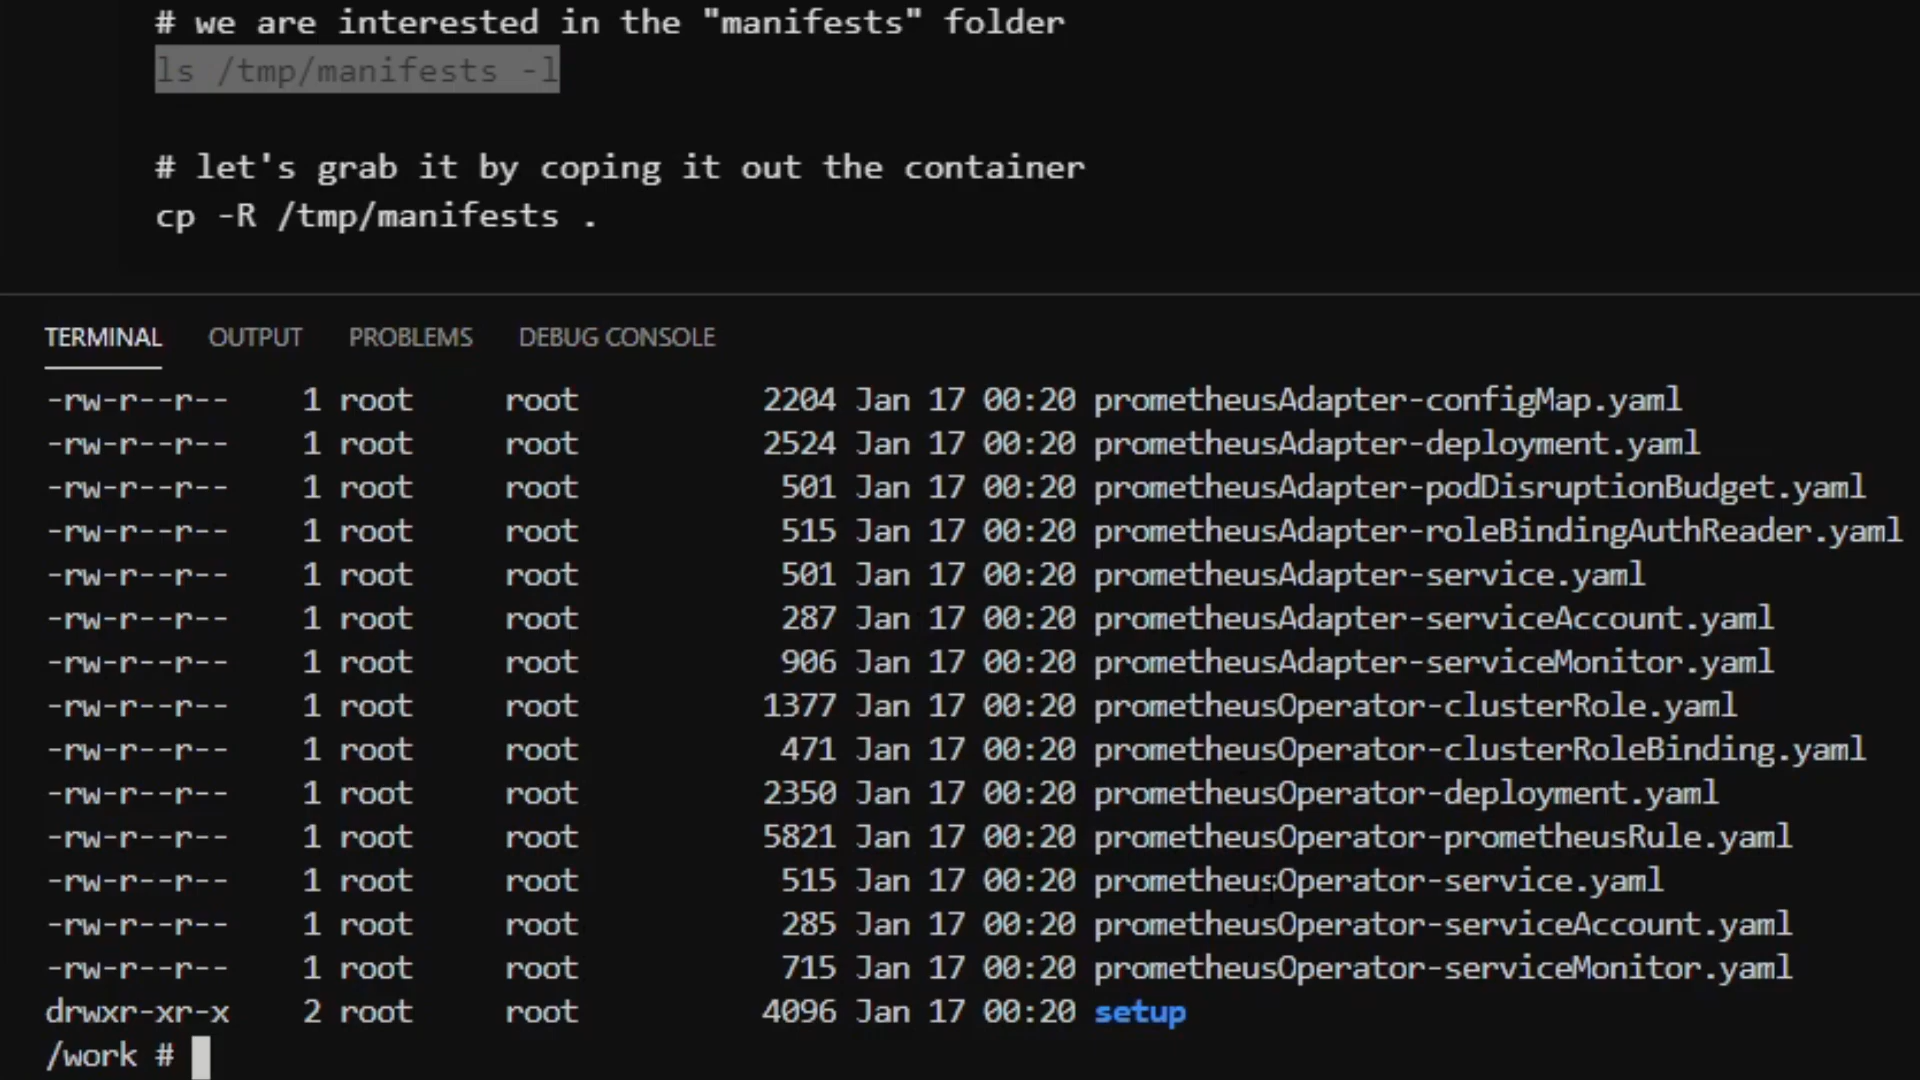 # we are interested in the "manifests" folder
ls /tmp/manifests -l
# let's grab it by coping it out the container
cp -R /tmp/manifests .
TERMINAL OUTPUT PROBLEMS DEBUG CONSOLE
-rw-r--r-- 1 root root 2204 Jan 17 00:20 prometheusAdapter-configMap.yaml
-rw-r--r-- 1 root root 2524 Jan 17 00:20 prometheusAdapter-deployment.yaml
-rw-r--r-- 1 root root 501 Jan 17 00:20 prometheusAdapter-podDisruptionBudget.yaml
-rw-r--r-- 1 root root 515 Jan 17 00:20 prometheusAdapter-roleBindingAuthReader.yaml
-rw-r--r-- 1 root root 501 Jan 17 00:20 prometheusAdapter-service.yaml
-rw-r--r-- 1 root root 287 Jan 17 00:20 prometheusAdapter-serviceAccount.yaml
-rw-r--r-- 1 root root 906 Jan 17 00:20 prometheusAdapter-serviceMonitor.yaml
-rw-r--r-- 1 root root 1377 Jan 17 00:20 prometheusOperator-clusterRole.yaml
-rw-r--r-- 1 root root 471 Jan 17 00:20 prometheusOperator-clusterRoleBinding.yaml
-rw-r--r-- 1 root root 2350 Jan 17 00:20 prometheusOperator-deployment.yaml
-rw-r--r-- 1 root root 5821 Jan 17 00:20 prometheusOperator-prometheusRule.yaml
-rw-r--r-- 1 root root 515 Jan 17 00:20 prometheusOperator-service.yaml
-rw-r--r-- 1 root root 285 Jan 17 00:20 prometheusOperator-serviceAccount.yaml
-rw-r--r-- 1 root root 715 Jan 17 00:20 prometheusOperator-serviceMonitor.yaml
drwxr-xr-x 2 root root 4096 Jan 17 00:20 setup
/work #